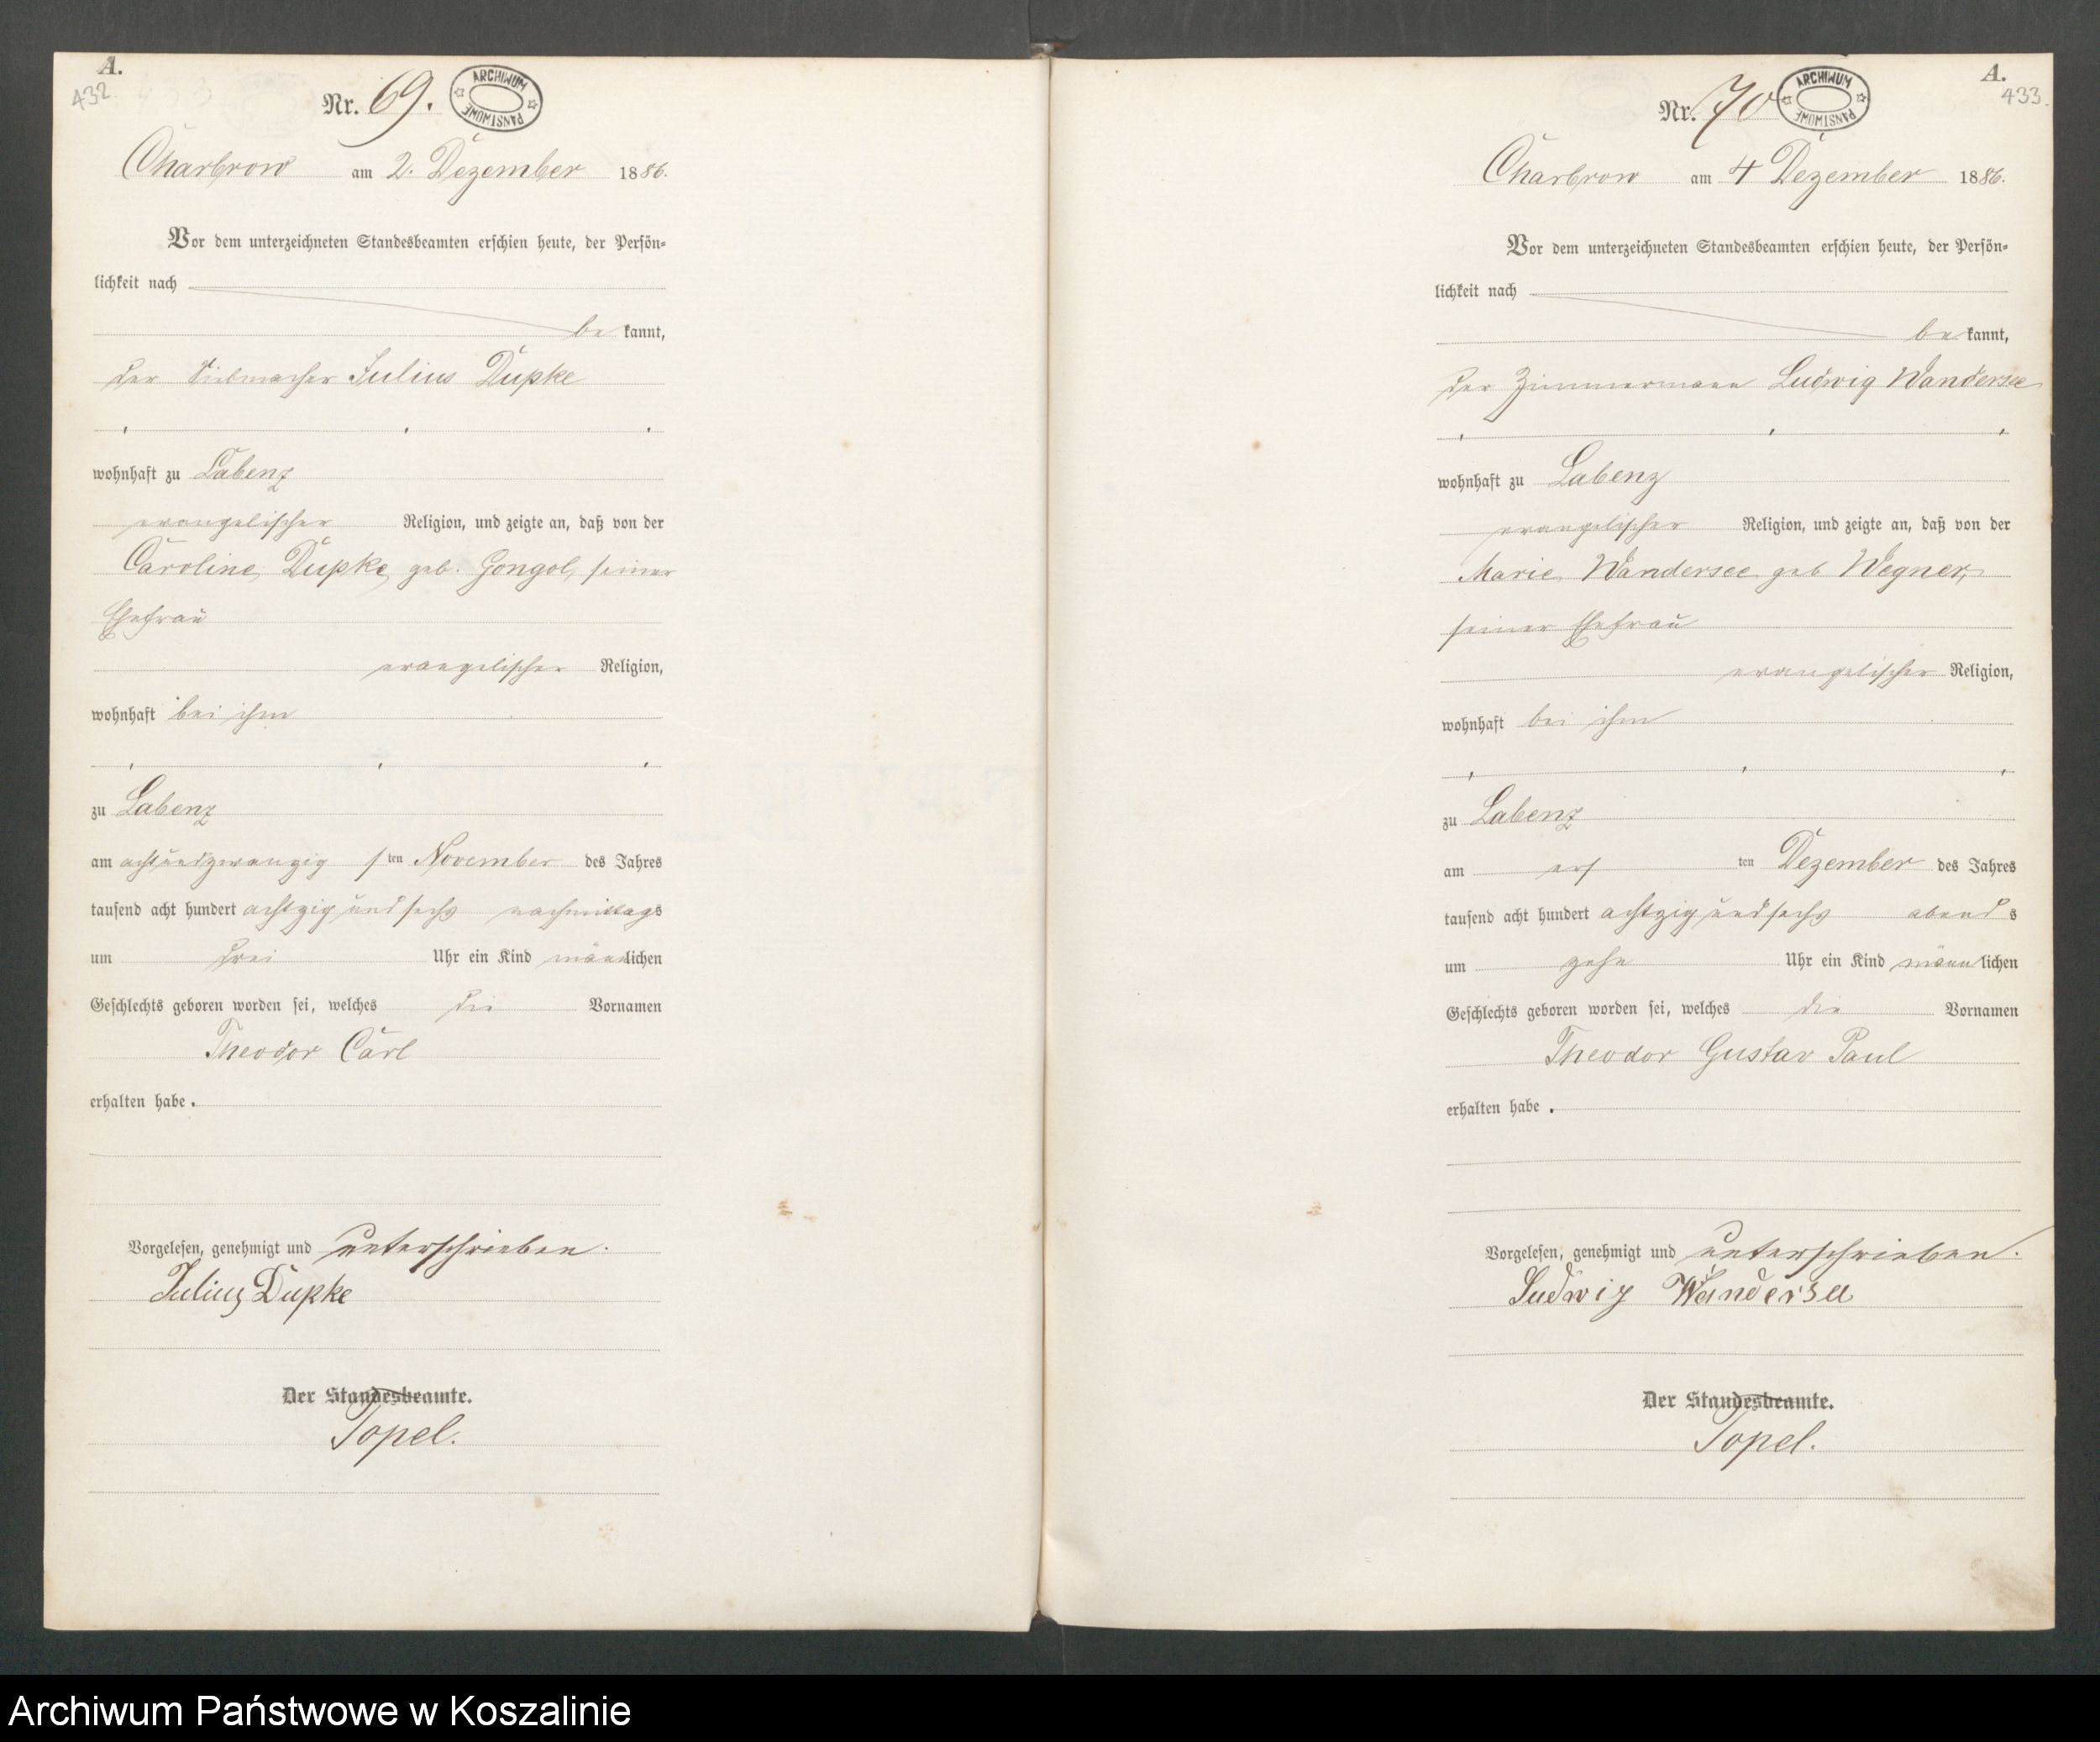 A.
432.
Nr. 69.
ARCHIWUM PAŃSTWOWE
Charbrow am 2. Dezember 1886.
Vor dem unterzeichneten Standesbeamten erschien heute, der Persön-
lichkeit nach
be kannt,
der Siebmacher Julius Dupke
wohnhaft zu Labenz
evangelischer Religion, und zeigte an, daß von der
Caroline Dupke, geb. Gongol, seiner
Ehefrau
evangelischer Religion,
wohnhaft bei ihm
zu Labenz
am achtundzwanzig sten November des Jahres
tausend acht hundert achtzig und sechs nachmittags
um drei Uhr ein Kind männlichen
Geschlechts geboren worden sei, welches die Vornamen
Theodor Carl
erhalten habe.
Vorgelesen, genehmigt und unterschrieben.
Julius Dupke
Der Standesbeamte.
Topel.
A.
433.
Nr. 70
ARCHIWUM PAŃSTWOWE
Charbrow am 4 Dezember 1886.
Vor dem unterzeichneten Standesbeamten erschien heute, der Persön-
lichkeit nach
be kannt,
der Zimmermann Ludwig Wandersee
wohnhaft zu Labenz
evangelischer Religion, und zeigte an, daß von der
Marie Wandersee geb Wegner,
seiner Ehefrau
evangelischer Religion,
wohnhaft bei ihm
zu Labenz
am ers ten Dezember des Jahres
tausend acht hundert achtzig und sechs abends
um zehn Uhr ein Kind männlichen
Geschlechts geboren worden sei, welches die Vornamen
Theodor Gustav Paul
erhalten habe.
Vorgelesen, genehmigt und unterschrieben.
Ludwig Wandersee
Der Standesbeamte.
Topel.
Archiwum Państwowe w Koszalinie